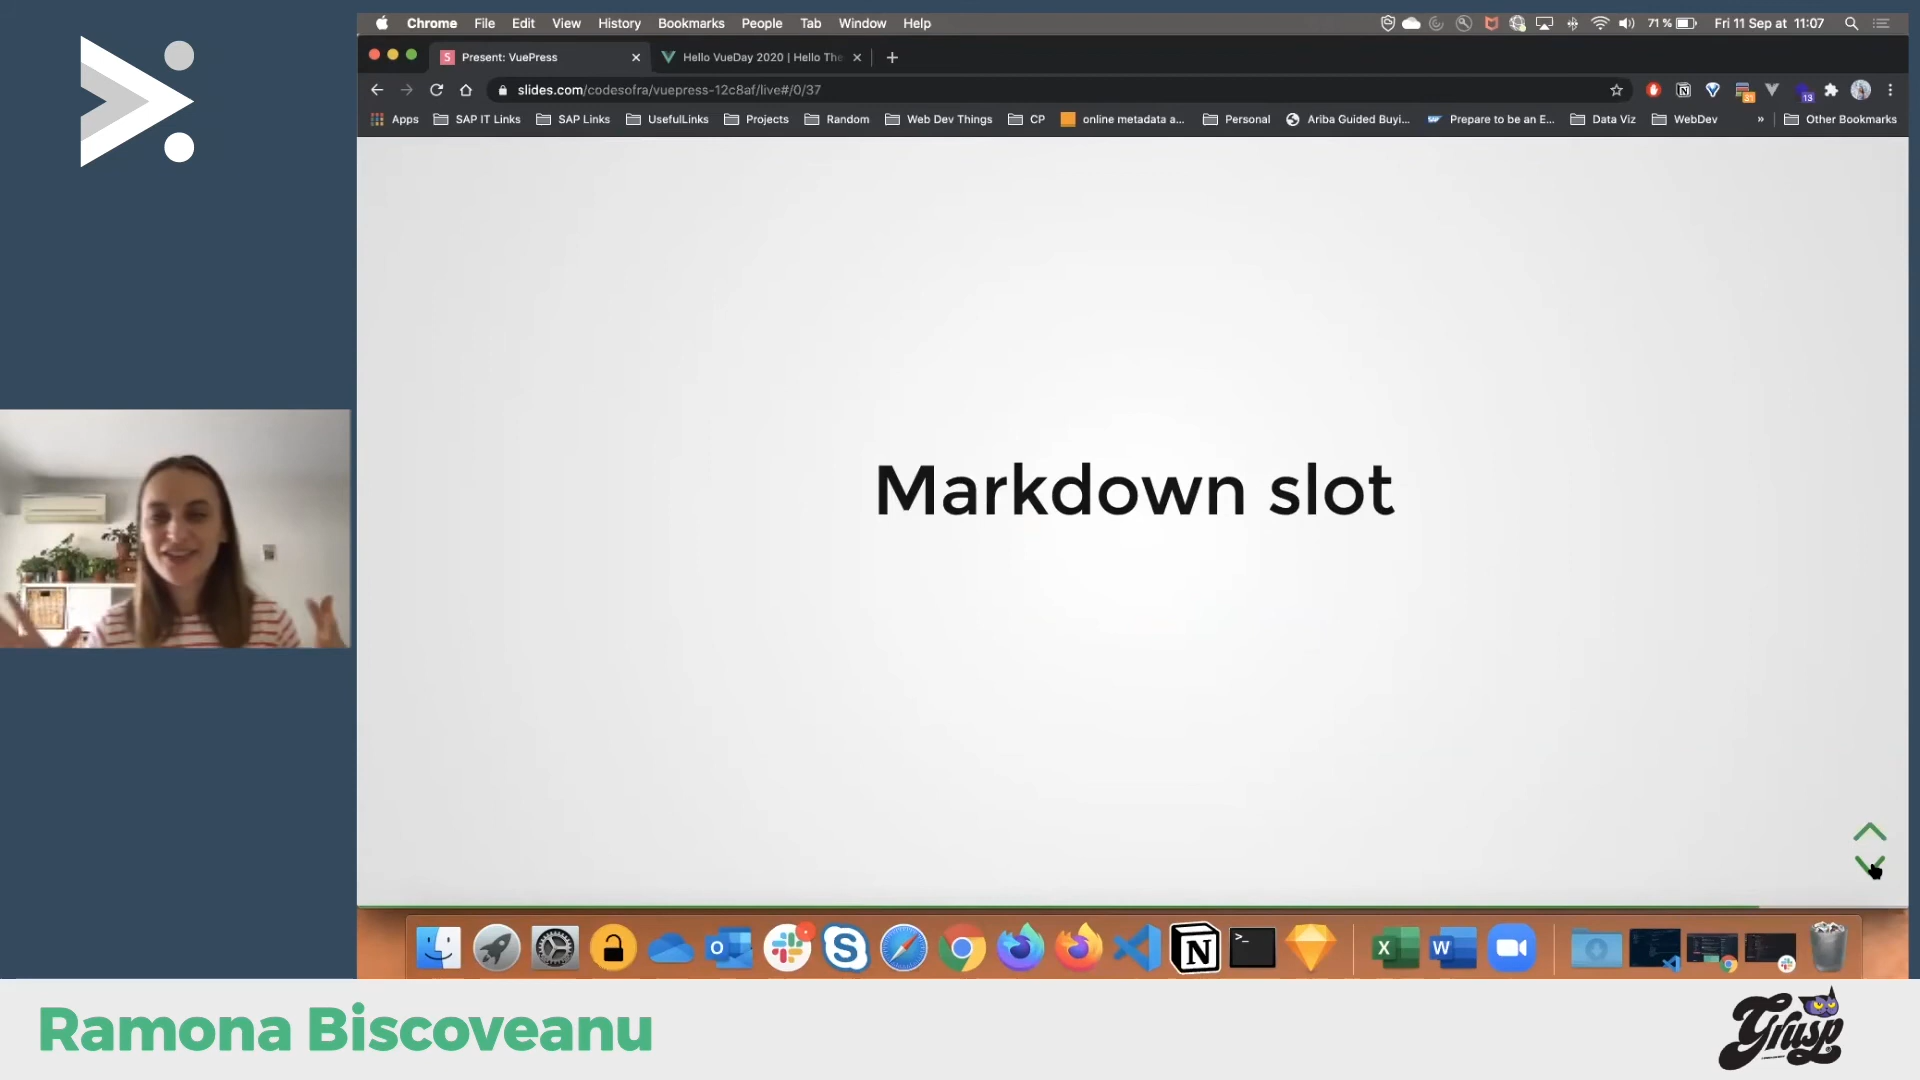 Chrome File Edit View History Bookmarks People Tab Window Help 71 % Fri 11 Sep at 11:07
S Present: VuePress Hello VueDay 2020 | Hello The
slides.com/codesofra/vuepress-12c8af/live#/0/37 31 13
Apps SAP IT Links SAP Links UsefulLinks Projects Random Web Dev Things CP online metadata a... Personal Ariba Guided Buyi... Prepare to be an E... Data Viz WebDev » Other Bookmarks
Markdown slot
Ramona Biscoveanu
Grusp